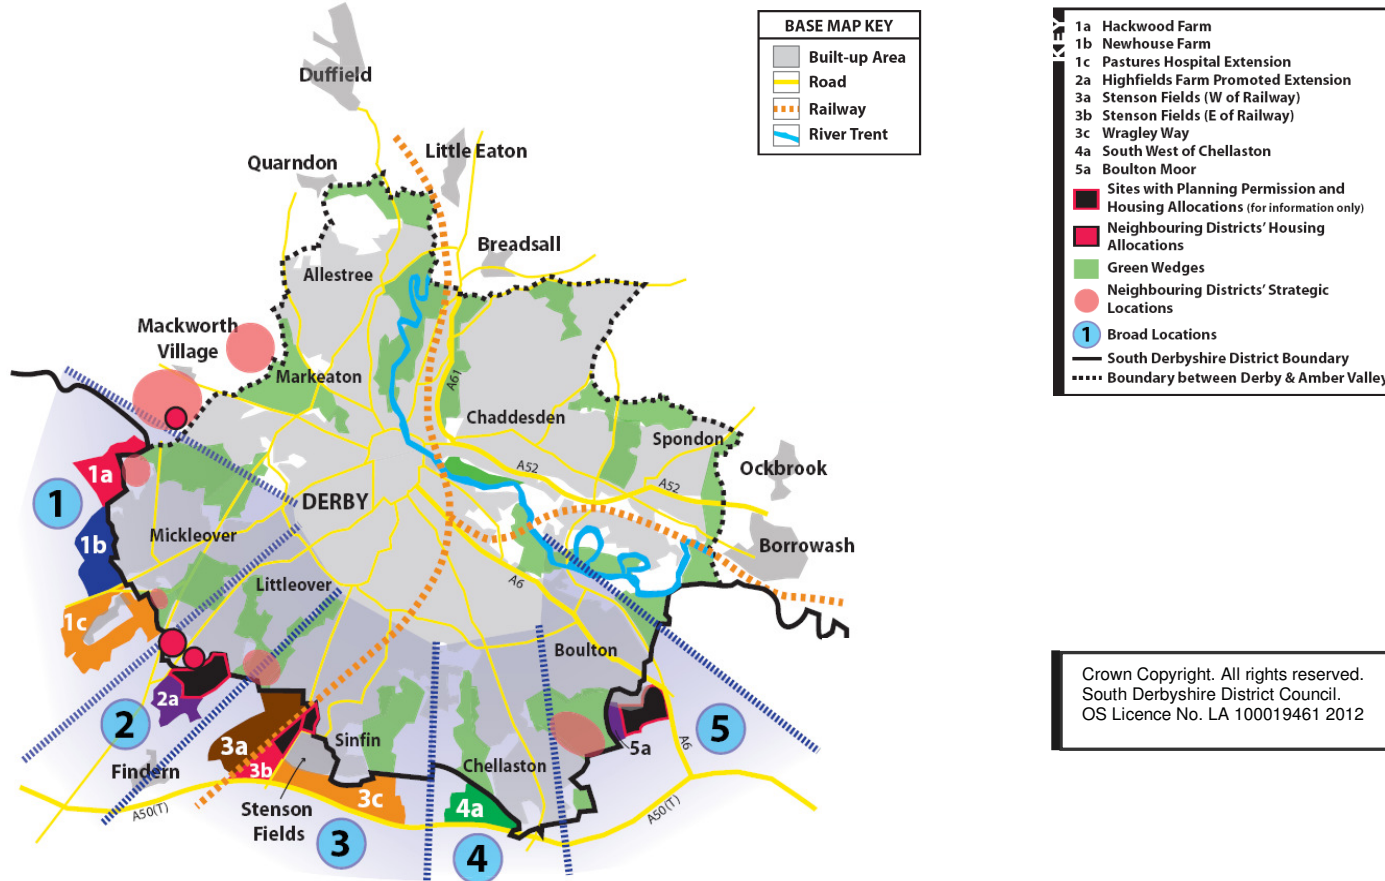 Duffield
Quarndon
Little Eaton
Breadsall
Allestree
Mackworth
Village
Markeaton
A61
Chaddesden
Spondon
Ockbrook
A52
A52
DERBY
Borrowash
Mickleover
Littleover
A6
Boulton
1
1a
1b
1c
2
2a
Findern
3a
3b
Sinfin
Stenson
Fields
3c
3
Chellaston
4a
4
5a
5
A6
A50(T)
A50(T)
BASE MAP KEY
Built-up Area
Road
Railway
River Trent
KEY
1a Hackwood Farm
1b Newhouse Farm
1c Pastures Hospital Extension
2a Highfields Farm Promoted Extension
3a Stenson Fields (W of Railway)
3b Stenson Fields (E of Railway)
3c Wragley Way
4a South West of Chellaston
5a Boulton Moor
Sites with Planning Permission and
Housing Allocations (for information only)
Neighbouring Districts' Housing
Allocations
Green Wedges
Neighbouring Districts' Strategic
Locations
1 Broad Locations
South Derbyshire District Boundary
Boundary between Derby & Amber Valley
Crown Copyright. All rights reserved.
South Derbyshire District Council.
OS Licence No. LA 100019461 2012